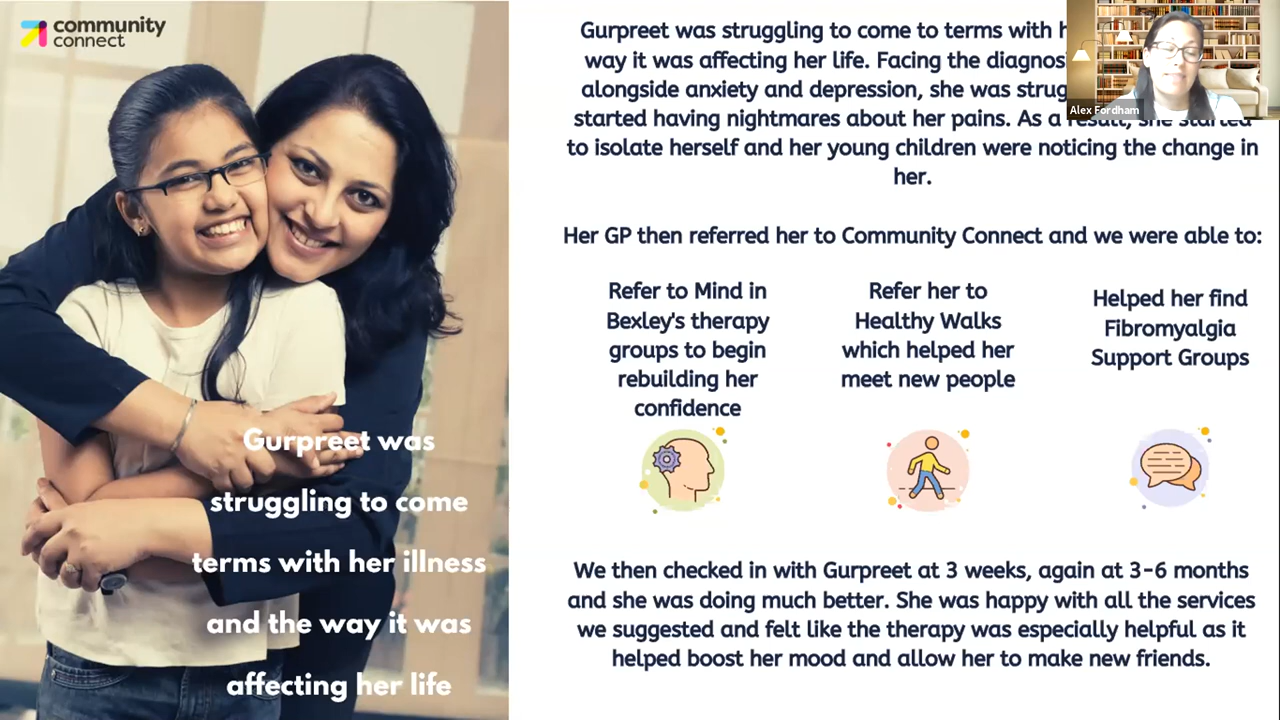 community
connect
Gurpreet was
struggling to come
terms with her illness
and the way it was
affecting her life
Gurpreet was struggling to come to terms with
way it was affecting her life. Facing the
alongside anxiety and depression, she was
started having nightmares about her pains. As a result, she started
to isolate herself and her young children were noticing the change in
her.
Her GP then referred her to Community Connect and we were able to:
Refer to Mind in
Bexley's therapy
groups to begin
rebuilding her
confidence
Refer her to
Healthy Walks
which helped her
meet new people
Helped her find
Fibromyalgia
Support Groups
We then checked in with Gurpreet at 3 weeks, again at 3-6 months
and she was doing much better. She was happy with all the services
we suggested and felt like the therapy was especially helpful as it
helped boost her mood and allow her to make new friends.
Alex Fordham